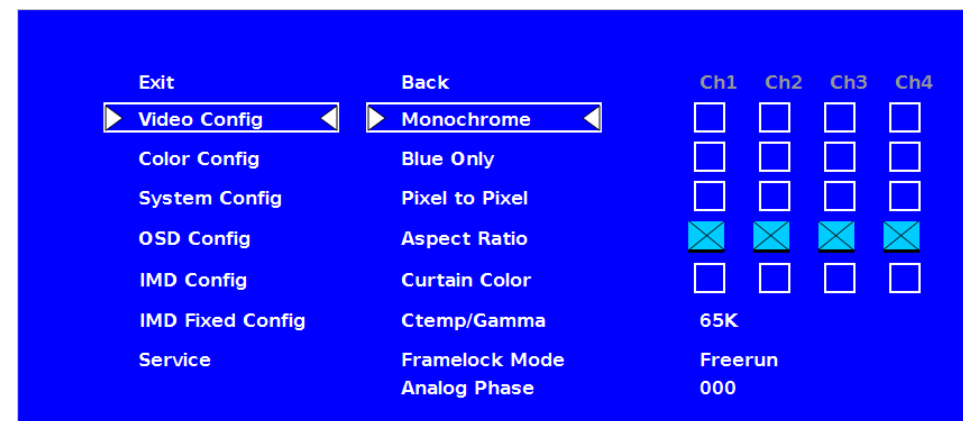 Exit Back Ch1 Ch2 Ch3 Ch4
Video Config Monochrome
Color Config Blue Only
System Config Pixel to Pixel
OSD Config Aspect Ratio
IMD Config Curtain Color
IMD Fixed Config Ctemp/Gamma 65K
Service Framelock Mode Freerun
Analog Phase 000